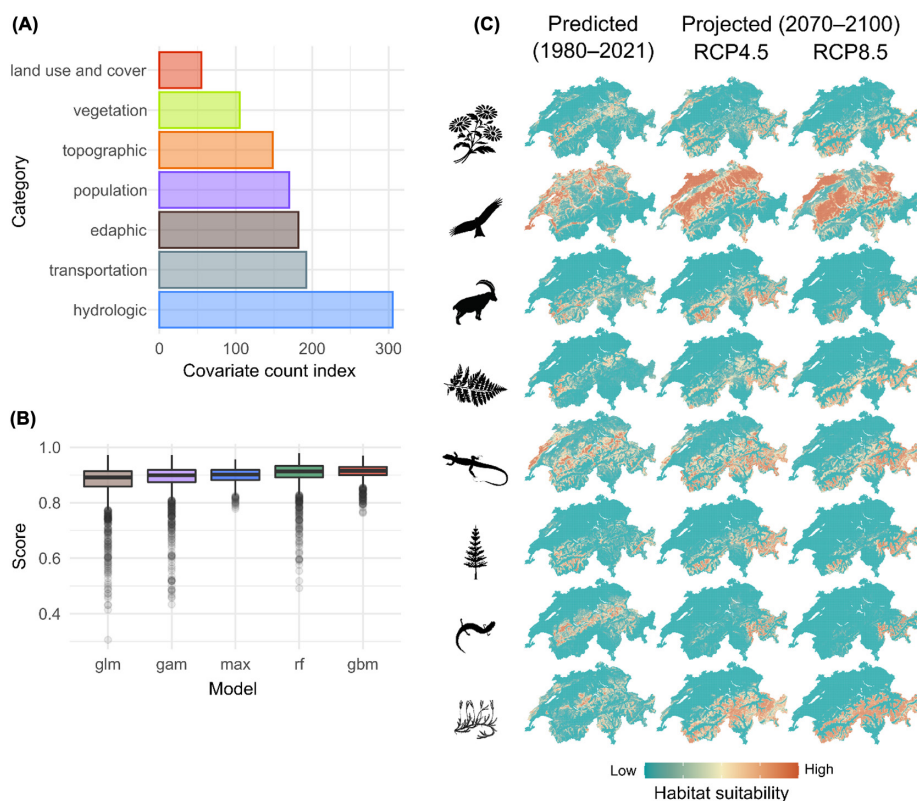 (A)
land use and cover
vegetation
topographic
population
edaphic
transportation
hydrologic
Category
0 100 200 300
Covariate count index
(B)
1.0
0.8
0.6
0.4
Score
glm gam max rf gbm
Model
(C)
Predicted
(1980–2021)
Projected (2070–2100)
RCP4.5 RCP8.5
Low High
Habitat suitability